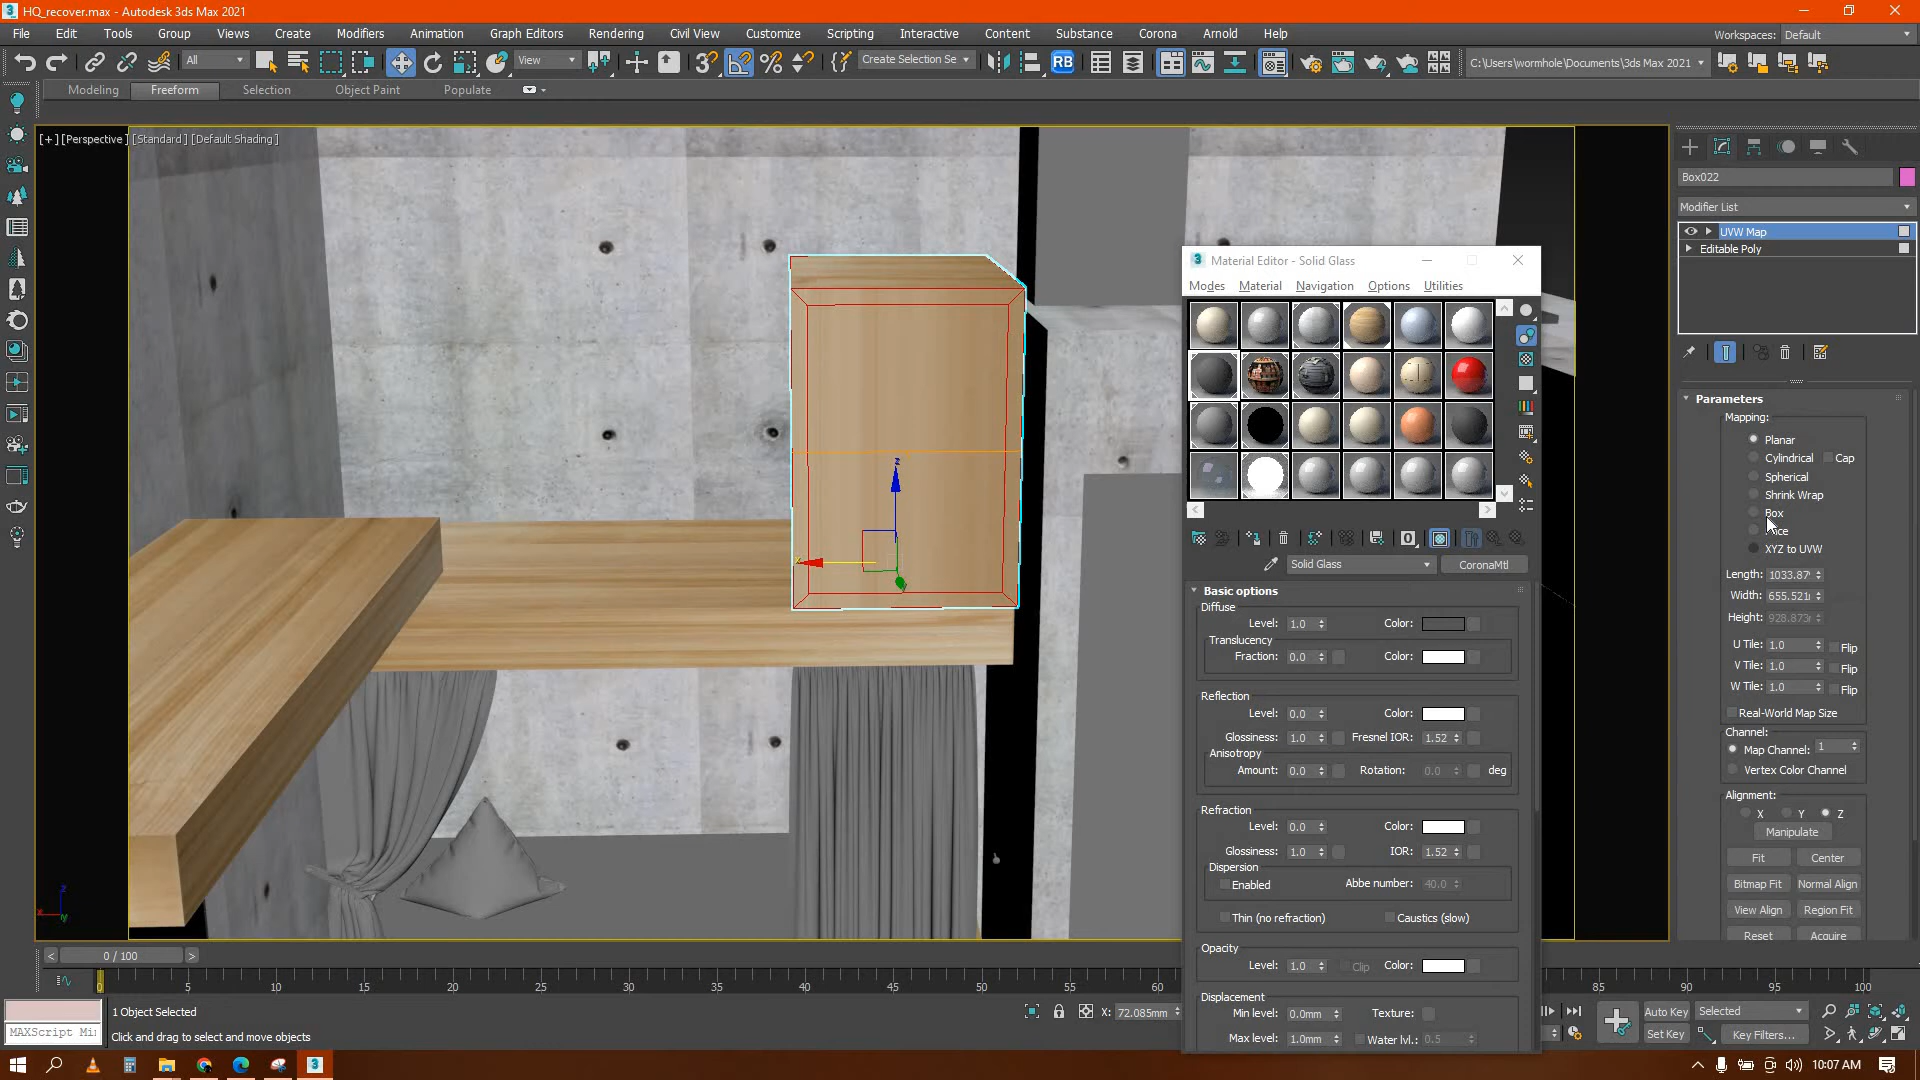 HQ_recover.max - Autodesk 3ds Max 2021
File Edit Tools Group Views Create Modifiers Animation Graph Editors Rendering Civil View Customize Scripting Interactive Content Substance Corona Arnold Help
Workspaces: Default
All View Create Selection Se RB C:\Users\wormhole\Documents\3ds Max 2021
Modeling Freeform Selection Object Paint Populate
[+] [Perspective] [Standard] [Default Shading]
Box022
Modifier List
UVW Map
Editable Poly
Material Editor - Solid Glass
Modes Material Navigation Options Utilities
Solid Glass CoronaMtl
Basic options
Diffuse
Level: 1.0 Color:
Translucency
Fraction: 0.0 Color:
Reflection
Level: 0.0 Color:
Glossiness: 1.0 Fresnel IOR: 1.52
Anisotropy
Amount: 0.0 Rotation: 0.0 deg
Refraction
Level: 0.0 Color:
Glossiness: 1.0 IOR: 1.52
Dispersion
Enabled Abbe number: 40.0
Thin (no refraction) Caustics (slow)
Opacity
Level: 1.0 Clip Color:
Displacement
Min level: 0.0mm Texture:
Max level: 1.0mm Water lvl.: 0.5
Parameters
Mapping:
Planar
Cylindrical Cap
Spherical
Shrink Wrap
Box
XYZ to UVW
Length: 1033.87
Width: 655.521
Height: 928.873
U Tile: 1.0 Flip
V Tile: 1.0 Flip
W Tile: 1.0 Flip
Real-World Map Size
Channel:
Map Channel: 1
Vertex Color Channel
Alignment:
X Y Z
Manipulate
Fit Center
Bitmap Fit Normal Align
View Align Region Fit
Reset Acquire
0 / 100
5 10 15 20 25 30 35 40 45 50 55 60 85 90 95 100
1 Object Selected
X: 72.085mm
Auto Key Selected
MAXScript Mi
Click and drag to select and move objects
Set Key Key Filters...
10:07 AM